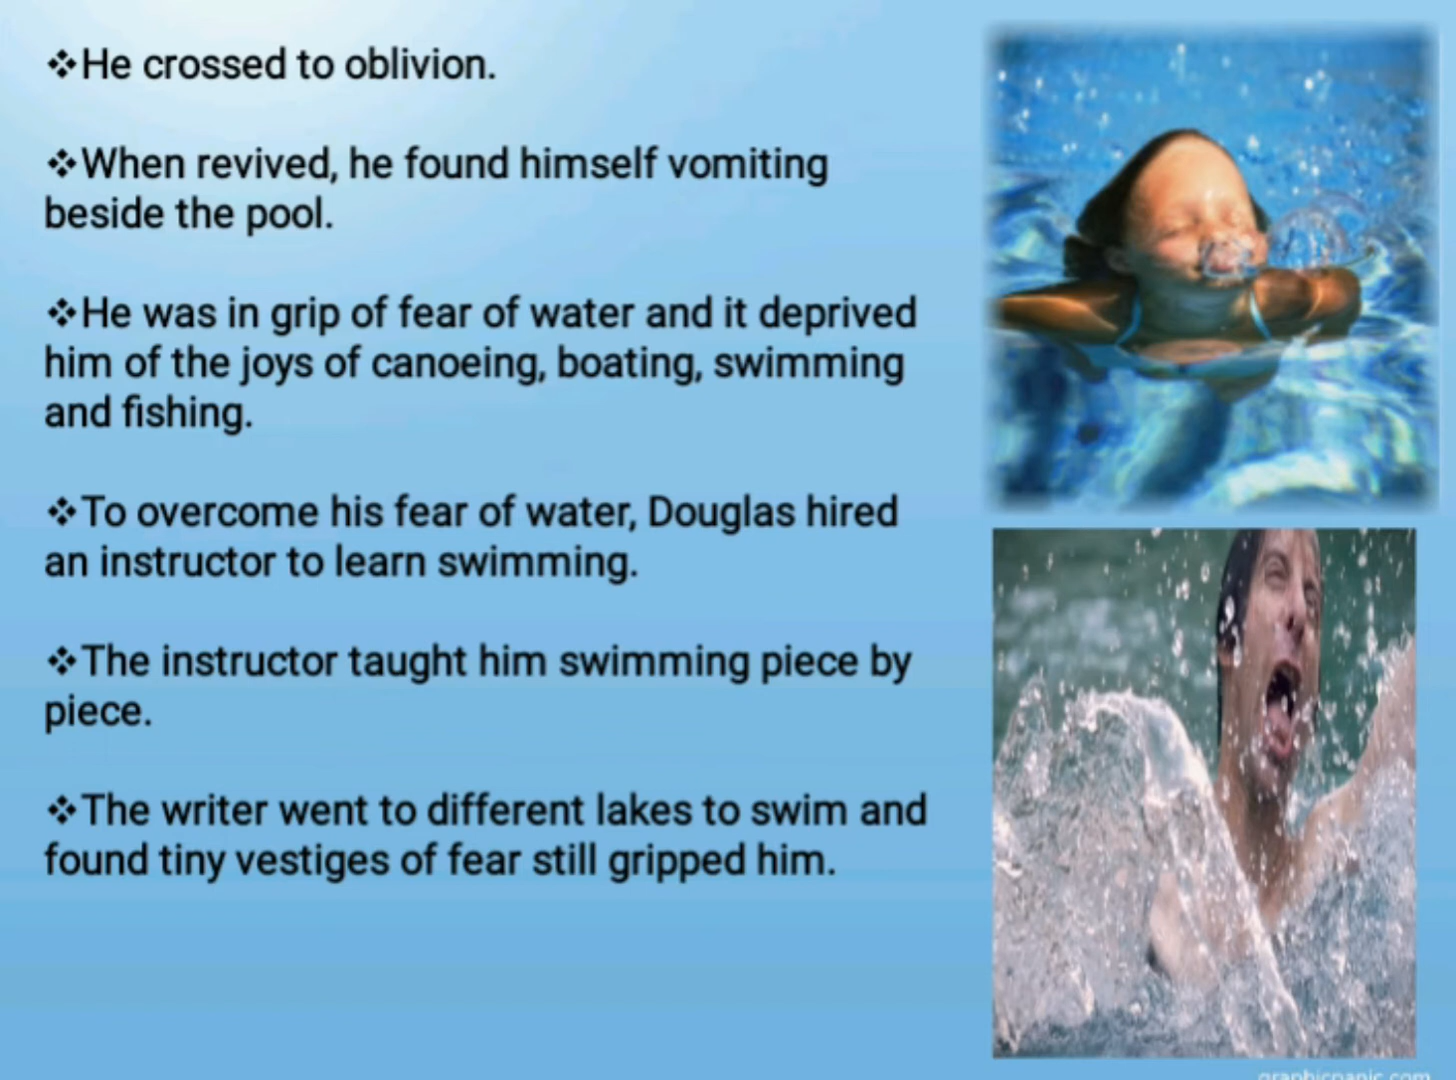 ❖He crossed to oblivion.
❖When revived, he found himself vomiting
beside the pool.
❖He was in grip of fear of water and it deprived
him of the joys of canoeing, boating, swimming
and fishing.
❖To overcome his fear of water, Douglas hired
an instructor to learn swimming.
❖The instructor taught him swimming piece by
piece.
❖The writer went to different lakes to swim and
found tiny vestiges of fear still gripped him.